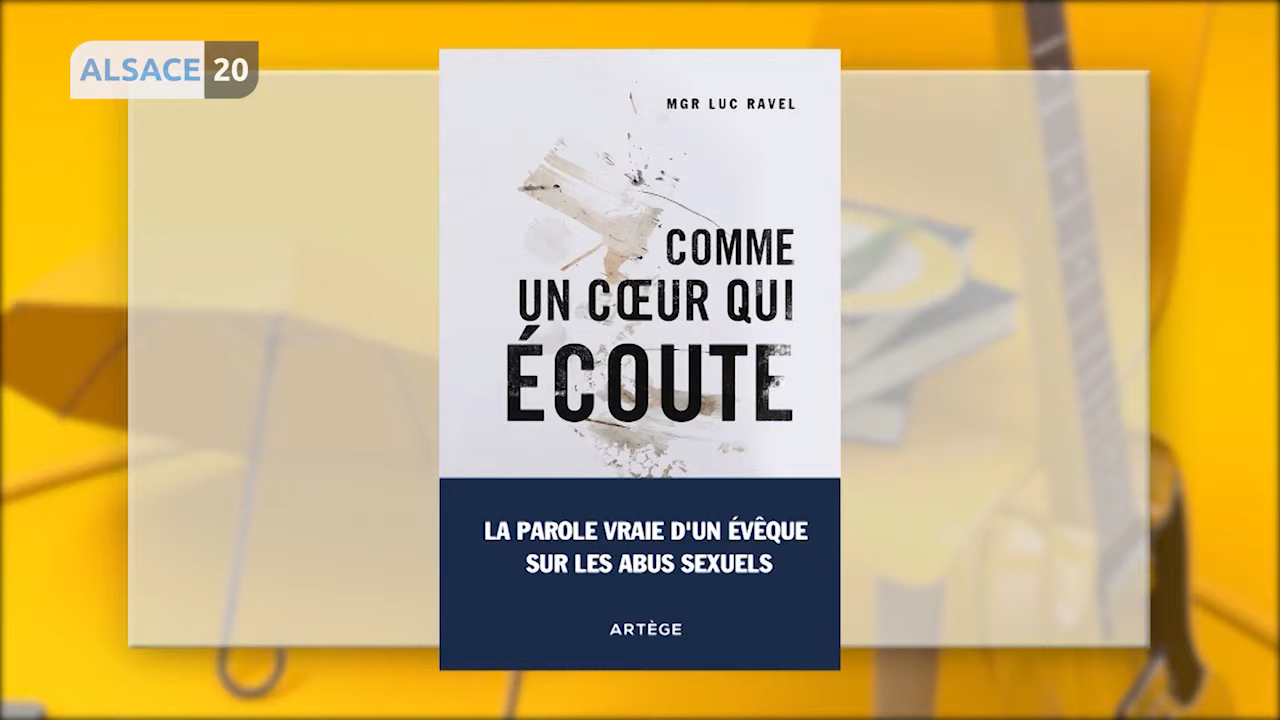 ALSACE 20
MGR LUC RAVEL
COMME
UN CŒUR QUI
ÉCOUTE
LA PAROLE VRAIE D'UN ÉVÊQUE
SUR LES ABUS SEXUELS
ARTÈGE